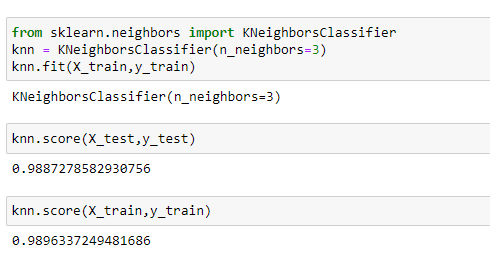 from sklearn.neighbors import KNeighborsClassifier
knn = KNeighborsClassifier(n_neighbors=3)
knn.fit(X_train,y_train)
KNeighborsClassifier(n_neighbors=3)
knn.score(X_test,y_test)
0.9887278582930756
knn.score(X_train,y_train)
0.9896337249481686